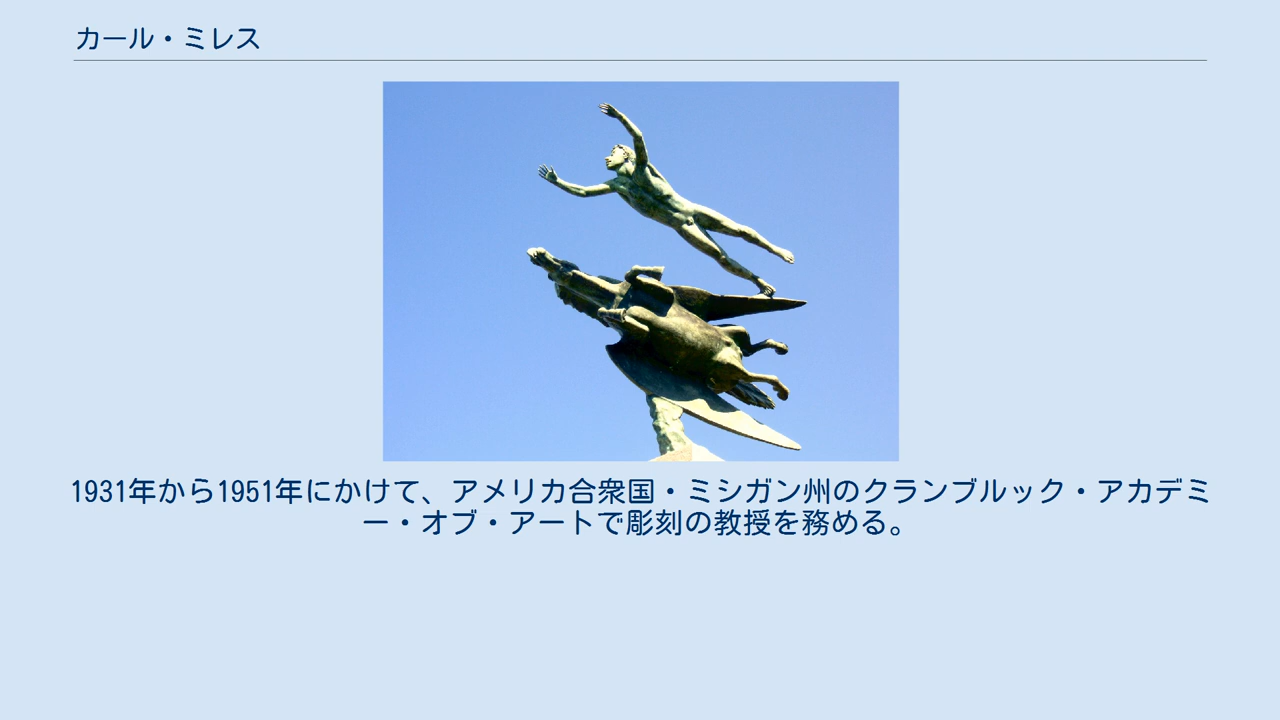 カール・ミレス
1931年から1951年にかけて、アメリカ合衆国・ミシガン州のクランブルック・アカデミ
ー・オブ・アートで彫刻の教授を務める。